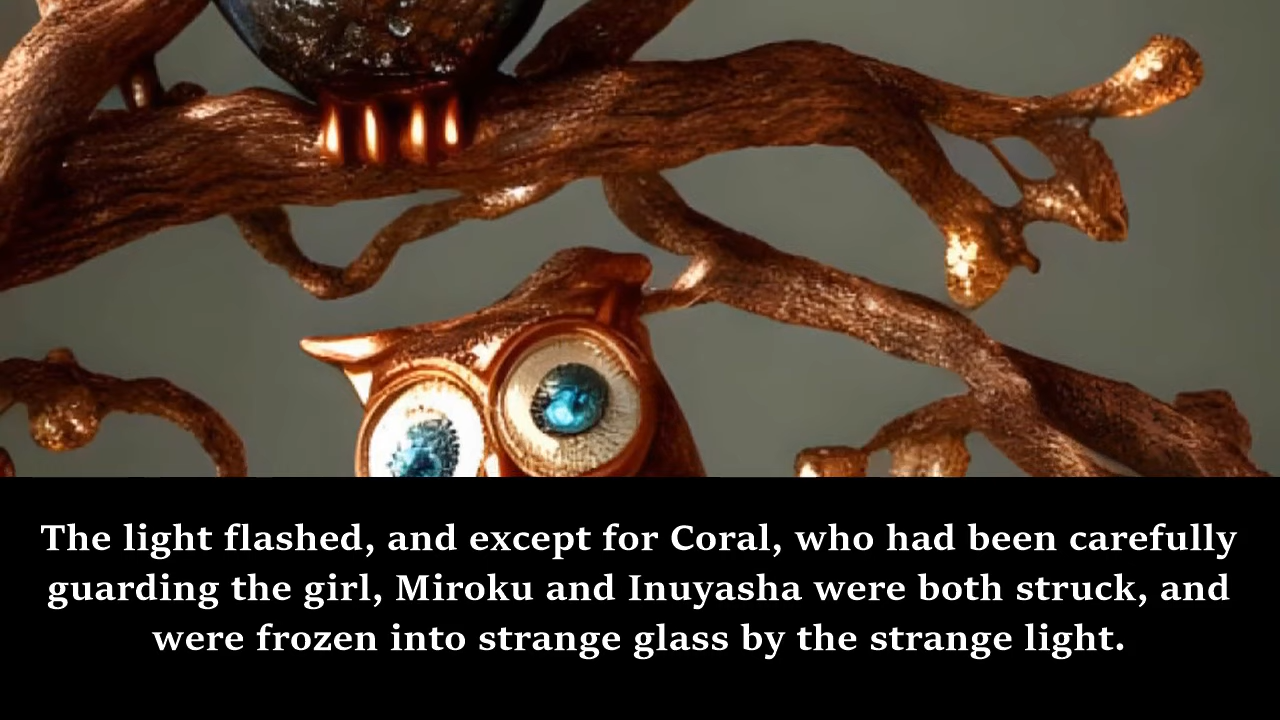 The light flashed, and except for Coral, who had been carefully
guarding the girl, Miroku and Inuyasha were both struck, and
were frozen into strange glass by the strange light.